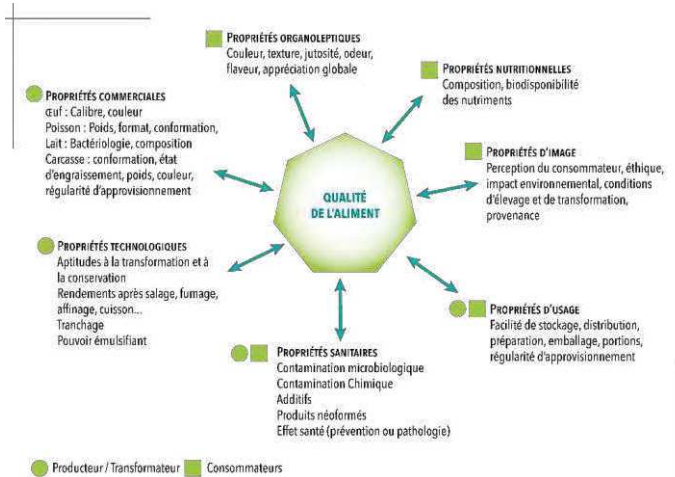 PROPRIÉTÉS ORGANOLEPTIQUES
Couleur, texture, jutosité, odeur,
flaveur, appréciation globale
PROPRIÉTÉS NUTRITIONNELLES
Composition, biodisponibilité
des nutriments
PROPRIÉTÉS COMMERCIALES
œuf : Calibre, couleur
Poisson : Poids, format, conformation,
Lait : Bactériologie, composition
Carcasse : conformation, état
d'engraissement, poids, couleur,
régularité d'approvisionnement
PROPRIÉTÉS D'IMAGE
Perception du consommateur, éthique,
impact environnemental, conditions
d'élevage et de transformation,
provenance
QUALITÉ
DE L'ALIMENT
PROPRIÉTÉS TECHNOLOGIQUES
Aptitudes à la transformation et à
la conservation
Rendements après salage, fumage,
affinage, cuisson...
Tranchage
Pouvoir émulsifiant
PROPRIÉTÉS D'USAGE
Facilité de stockage, distribution,
préparation, emballage, portions,
régularité d'approvisionnement
PROPRIÉTÉS SANITAIRES
Contamination microbiologique
Contamination Chimique
Additifs
Produits néoformés
Effet santé (prévention ou pathologie)
Producteur / Transformateur
Consommateurs